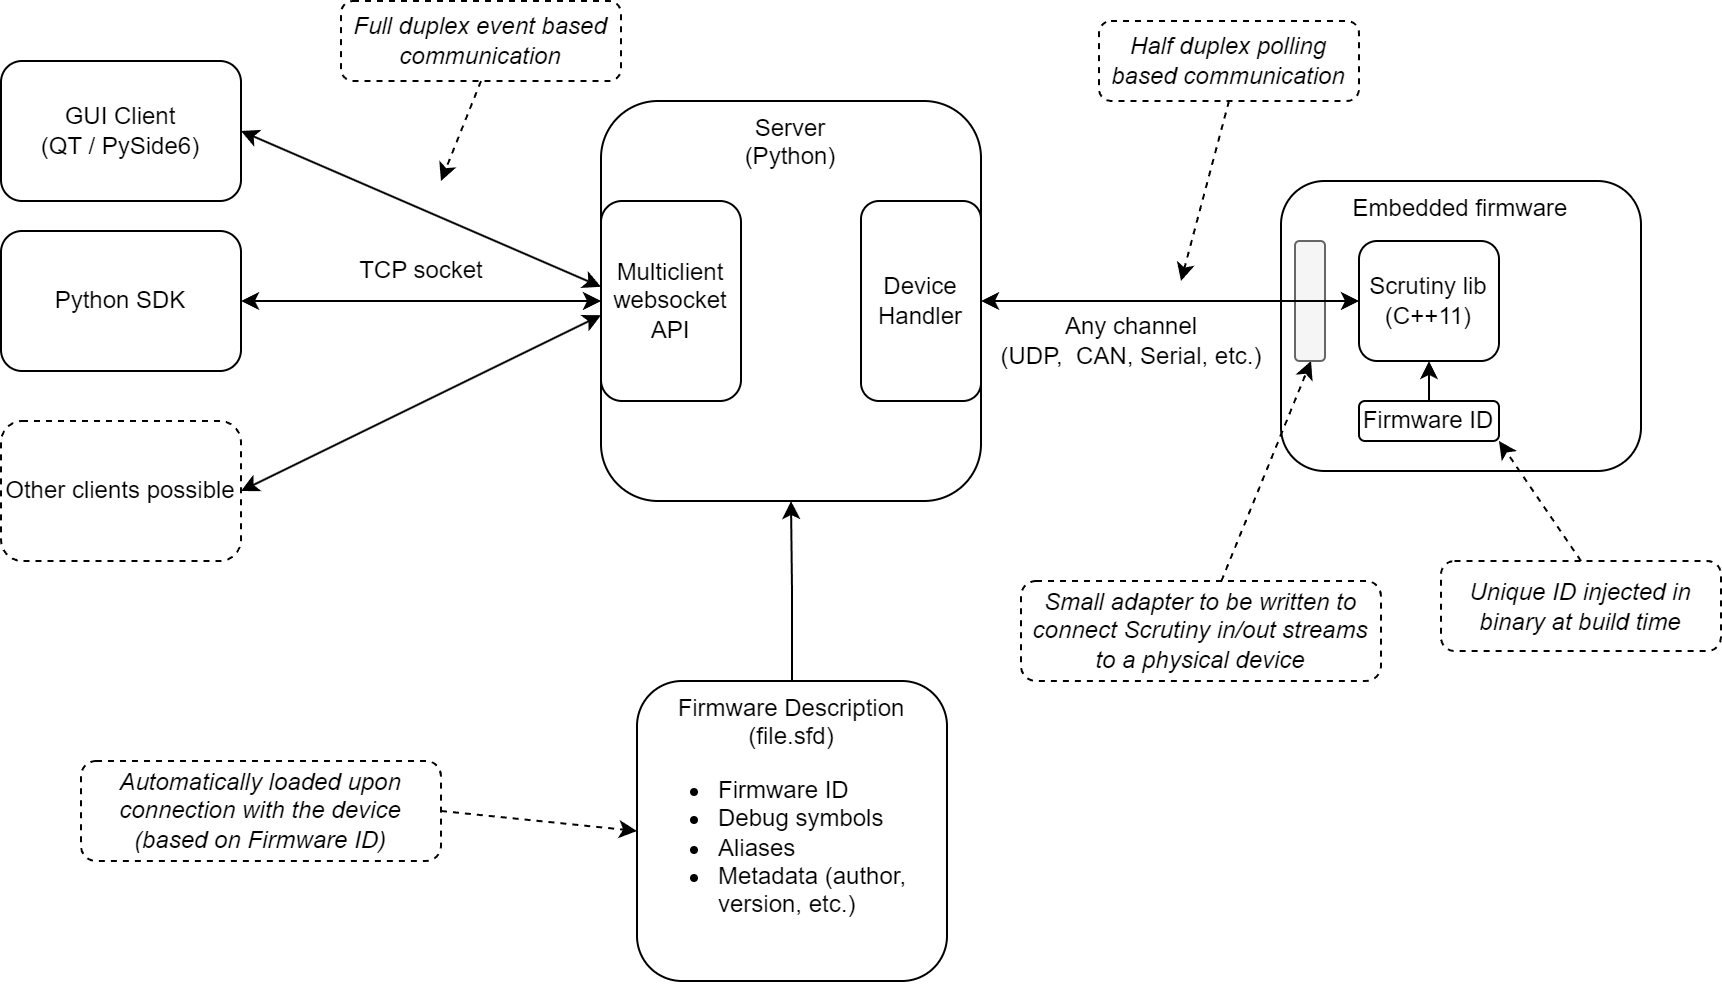 Full duplex event based
communication
Half duplex polling
based communication
GUI Client
(QT / PySide6)
Server
(Python)
Embedded firmware
Python SDK
TCP socket
Multiclient
websocket
API
Device
Handler
Any channel
(UDP,  CAN, Serial, etc.)
Scrutiny lib
(C++11)
Firmware ID
Other clients possible
Small adapter to be written to
connect Scrutiny in/out streams
to a physical device
Unique ID injected in
binary at build time
Firmware Description
(file.sfd)
• Firmware ID
• Debug symbols
• Aliases
• Metadata (author,
version, etc.)
Automatically loaded upon
connection with the device
(based on Firmware ID)